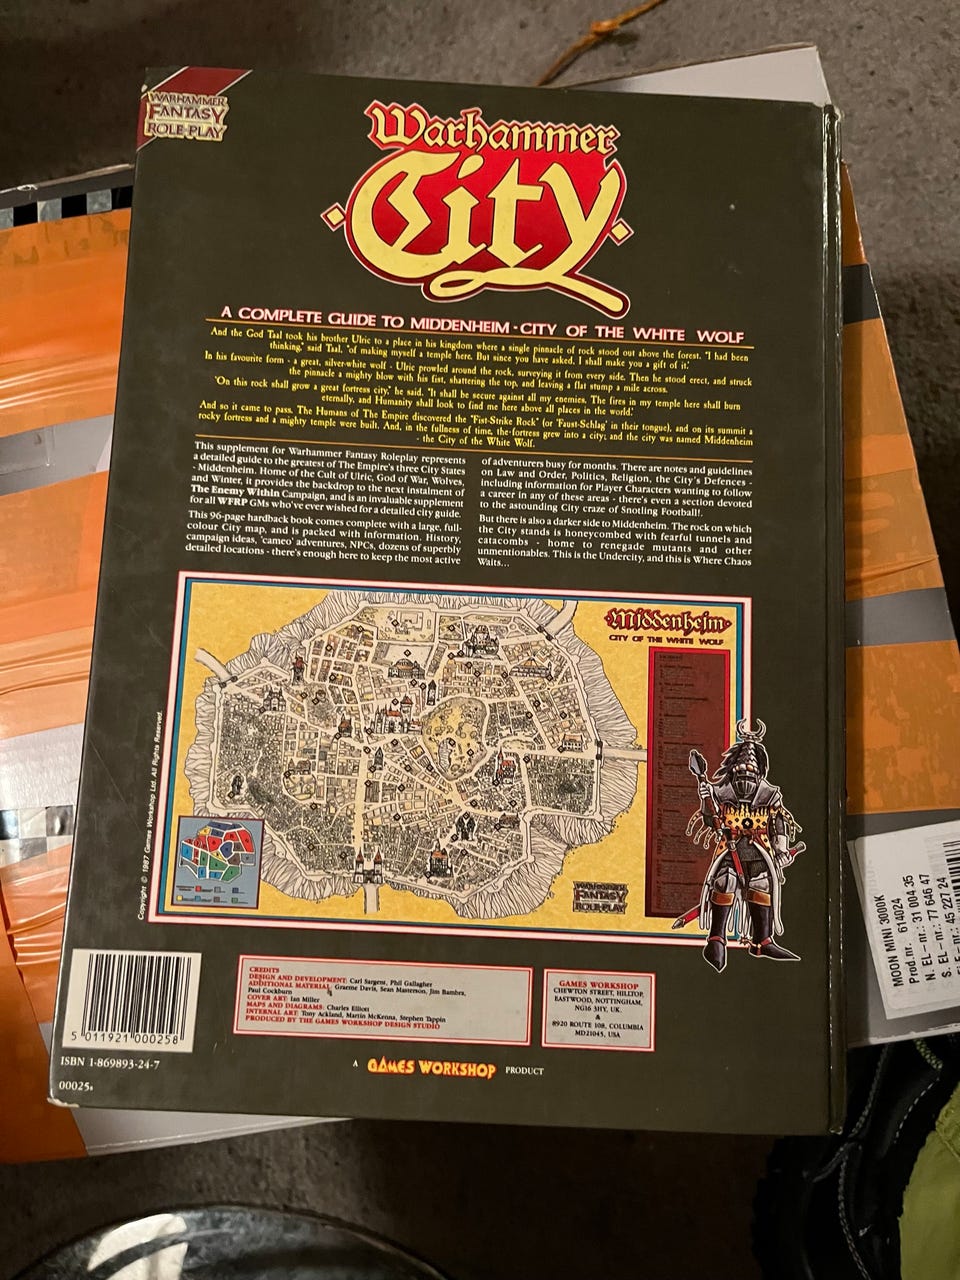 WARHAMMER
FANTASY
ROLE-PLAY
Warhammer
City
A COMPLETE GUIDE TO MIDDENHEIM · CITY OF THE WHITE WOLF
And the God Taal took his brother Ulric to a place in his kingdom where a single pinnacle of rock stood out above the forest. "I had been
thinking," said Taal, "of making myself a temple here. But since you have asked, I shall make you a gift of it."
In his favourite form - a great, silver-white wolf - Ulric prowled around the rock, surveying it from every side. Then he stood erect, and struck
the pinnacle a mighty blow with his fist, shattering the top, and leaving a flat stump a mile across.
"On this rock shall grow a great fortress city," he said. "It shall be secure against all my enemies. The fires in my temple here shall burn
eternally, and Humanity shall look to find me here above all places in the world."
And so it came to pass. The Humans of The Empire discovered the "Fist-Strike Rock" (or 'Faust-Schlag' in their tongue), and on its summit a
rocky fortress and a mighty temple were built. And, in the fullness of time, the fortress grew into a city; and the city was named Middenheim
- the City of the White Wolf.
This supplement for Warhammer Fantasy Roleplay represents
a detailed guide to the greatest of The Empire's three City States
- Middenheim. Home of the Cult of Ulric, God of War, Wolves,
and Winter, it provides the backdrop to the next instalment of
The Enemy Within Campaign, and is an invaluable supplement
for all WFRP GMs who've ever wished for a detailed city guide.
This 96-page hardback book comes complete with a large, full-
colour City map, and is packed with information. History,
campaign ideas, 'cameo' adventures, NPCs, dozens of superbly
detailed locations - there's enough here to keep the most active
of adventurers busy for months. There are notes and guidelines
on Law and Order, Politics, Religion, the City's Defences -
including information for Player Characters wanting to follow
a career in any of these areas - there's even a section devoted
to the astounding City craze of Snotling Football!.
But there is also a darker side to Middenheim. The rock on which
the City stands is honeycombed with fearful tunnels and
catacombs - home to renegade mutants and other
unmentionables. This is the Undercity, and this is Where Chaos
Waits...
Middenheim
CITY OF THE WHITE WOLF
WARHAMMER
FANTASY
ROLE-PLAY
Copyright © 1987 Games Workshop Ltd. All Rights Reserved.
5 011921 000258
ISBN 1-869893-24-7
00025
CREDITS
DESIGN AND DEVELOPMENT: Carl Sargent, Phil Gallagher
ADDITIONAL MATERIAL: Graeme Davis, Sean Masterson, Jim Bambra,
Paul Cockburn
COVER ART: Ian Miller
MAPS AND DIAGRAMS: Charles Elliott
INTERNAL ART: Tony Ackland, Martin McKenna, Stephen Tappin
PRODUCED BY THE GAMES WORKSHOP DESIGN STUDIO
GAMES WORKSHOP
CHEWTON STREET, HILLTOP,
EASTWOOD, NOTTINGHAM,
NG16 3HY, UK.
&
8920 ROUTE 108, COLUMBIA
MD21045, USA
A GAMES WORKSHOP PRODUCT
MOON MINI 3000K
Prod.nr. 614024
N. EL-nr.: 31 004 35
S. EL-nr.: 77 646 47
EL-nr.: 45 227 24